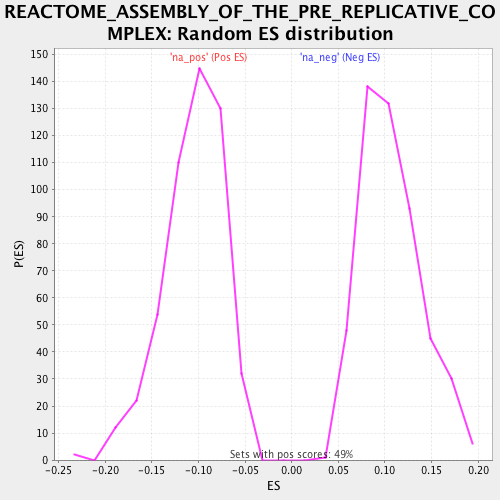 REACTOME_ASSEMBLY_OF_THE_PRE_REPLICATIVE_CO
MPLEX: Random ES distribution
'na_pos' (Pos ES) 'na_neg' (Neg ES)
150
140
130
120
110
100
90
80
70
60
50
40
30
20
10
0
P(ES)
Sets with pos scores: 49%
-0.25 -0.20 -0.15 -0.10 -0.05 0.00 0.05 0.10 0.15 0.20
ES